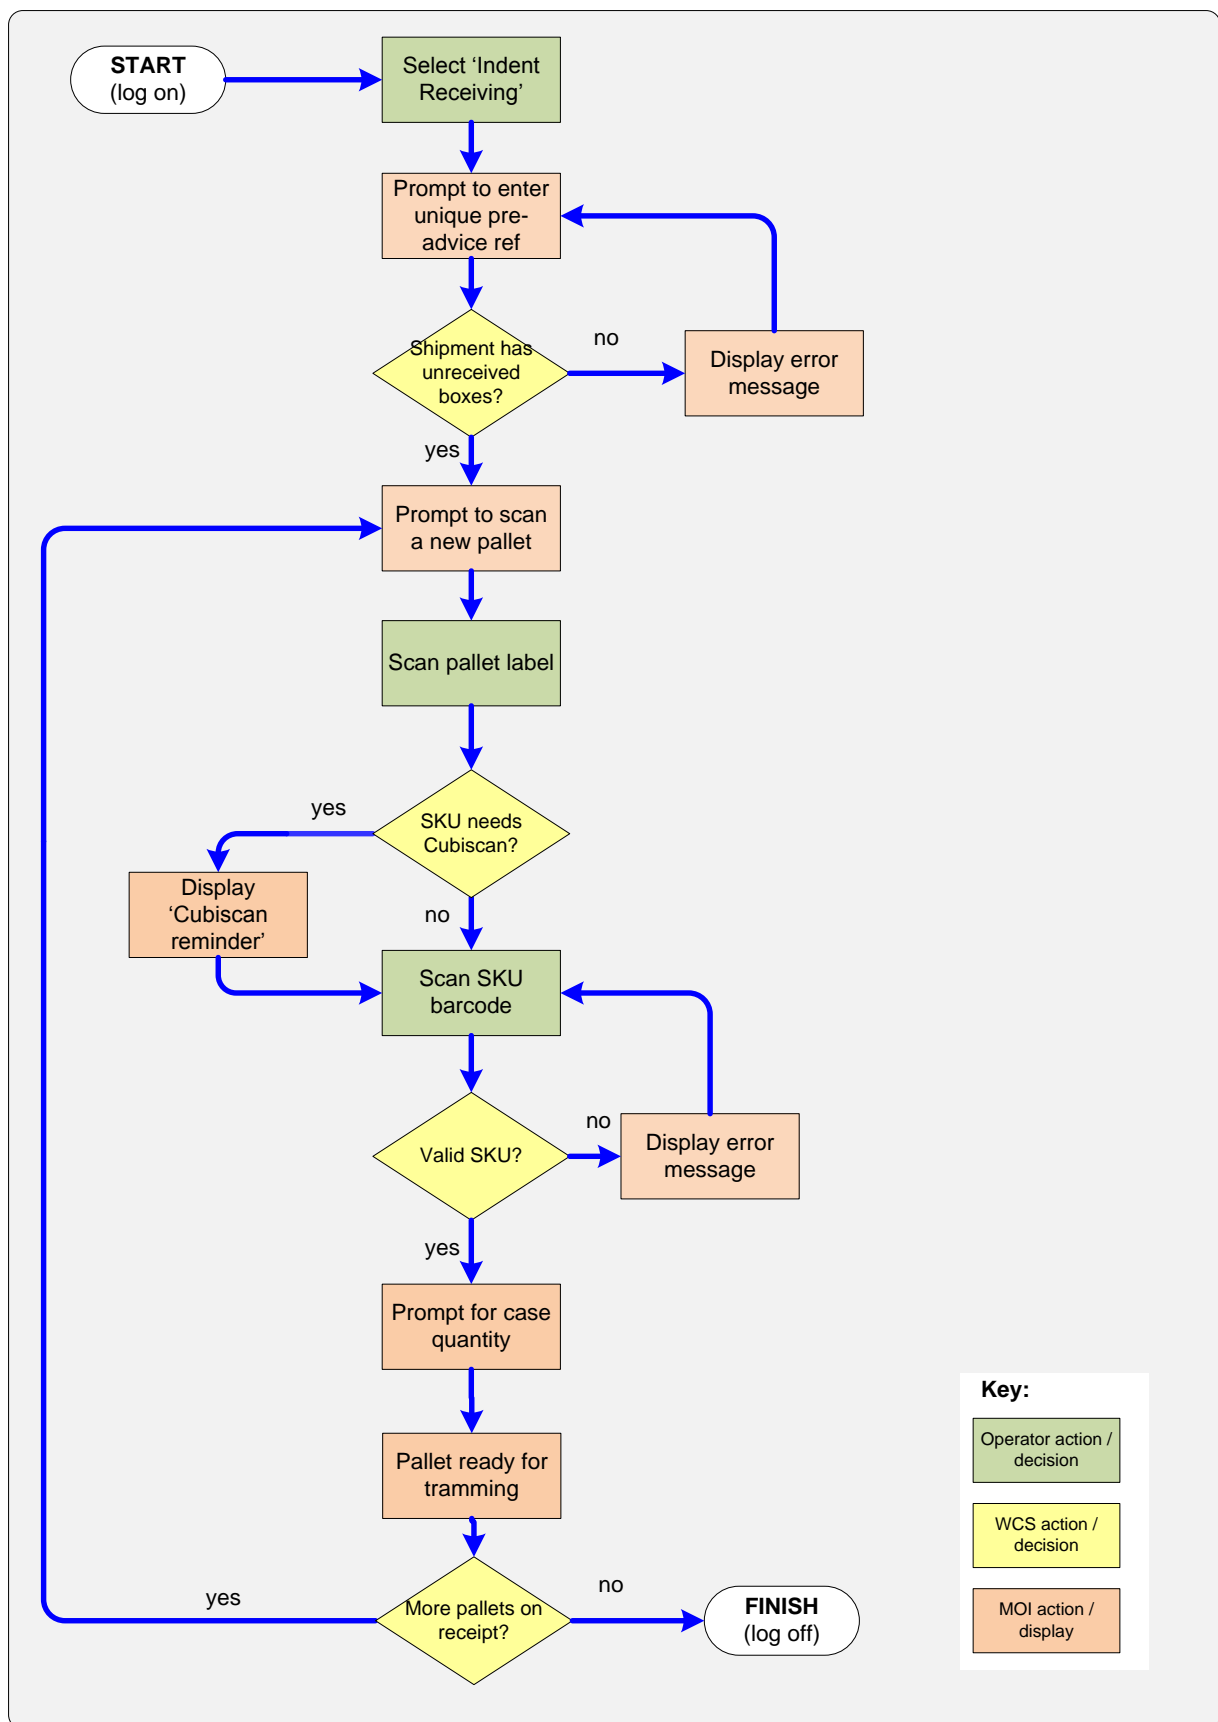 START
(log on)
Select ‘Indent
Receiving’
Prompt to enter
unique pre-
advice ref
Shipment has
unreceived
boxes?
no
Display error
message
yes
Prompt to scan
a new pallet
Scan pallet label
SKU needs
Cubiscan?
yes
Display
‘Cubiscan
reminder’
no
Scan SKU
barcode
Valid SKU?
no
Display error
message
yes
Prompt for case
quantity
Pallet ready for
tramming
More pallets on
receipt?
yes
no
FINISH
(log off)
Key:
Operator action /
decision
WCS action /
decision
MOI action /
display